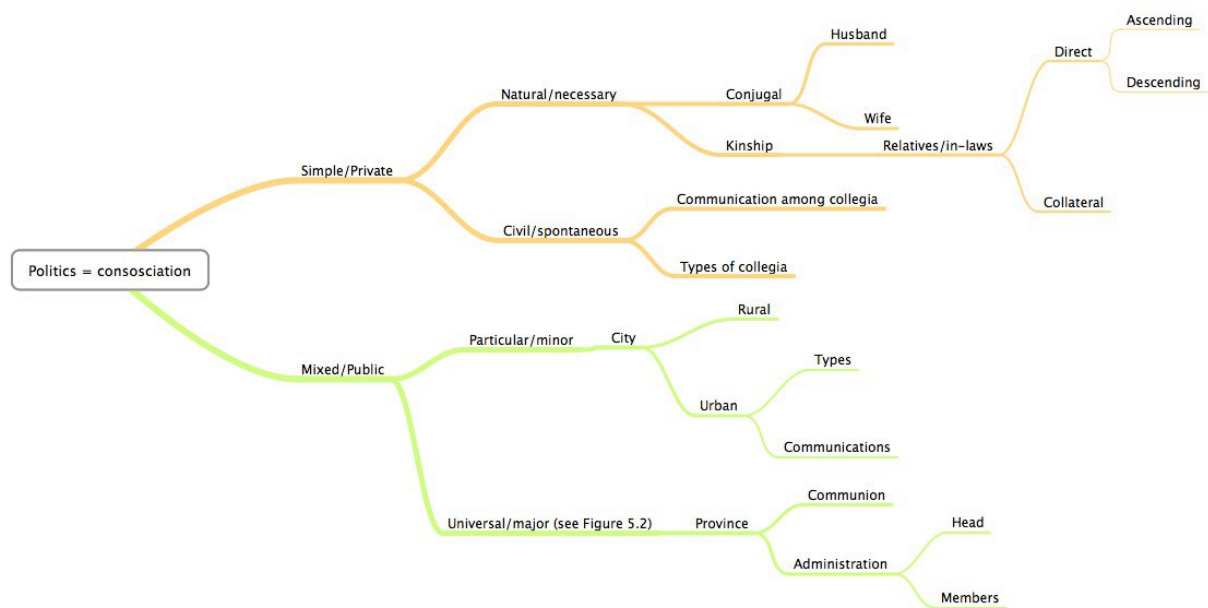 Politics = consosciation
Simple/Private
Natural/necessary
Conjugal
Husband
Wife
Kinship
Relatives/in-laws
Direct
Ascending
Descending
Collateral
Civil/spontaneous
Communication among collegia
Types of collegia
Mixed/Public
Particular/minor
City
Rural
Urban
Types
Communications
Universal/major (see Figure 5.2)
Province
Communion
Administration
Head
Members